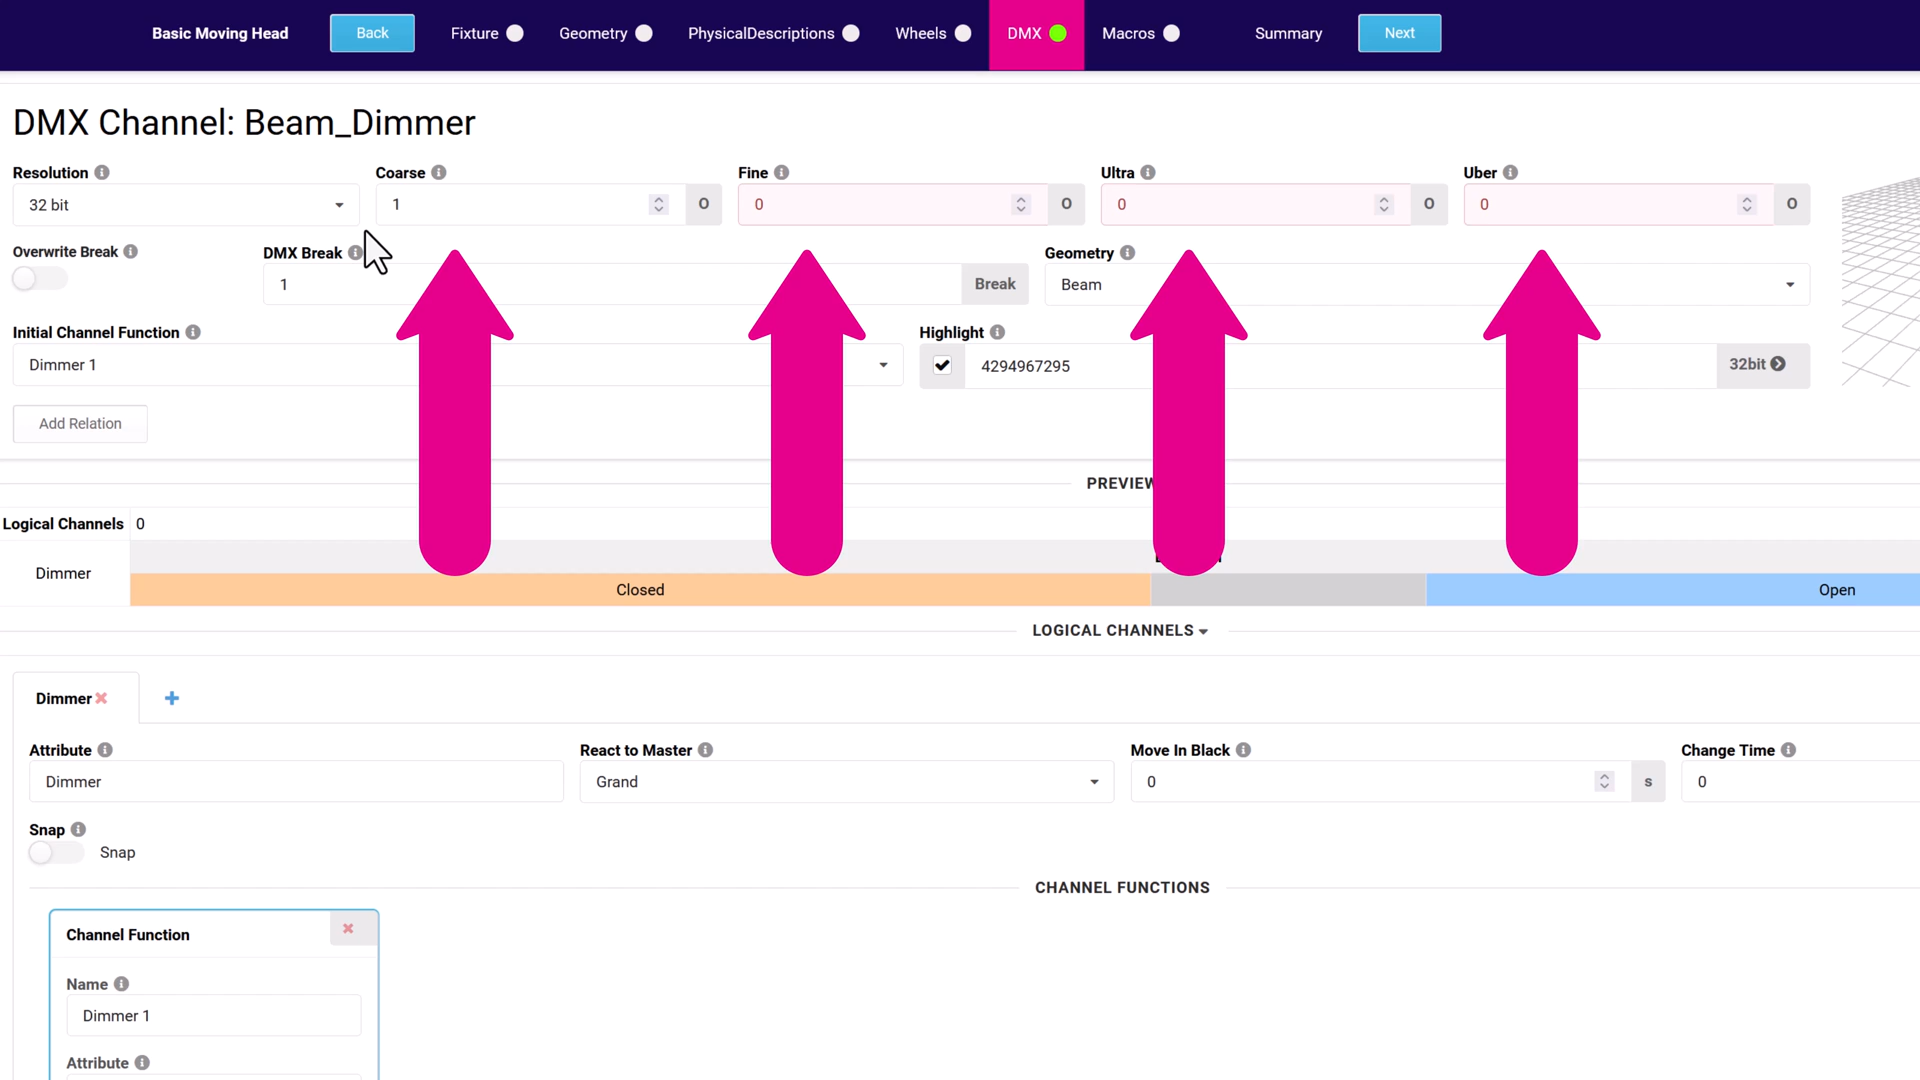 Basic Moving Head Back Fixture Geometry PhysicalDescriptions Wheels DMX Macros Summary Next
DMX Channel: Beam_Dimmer
Resolution Coarse Fine Ultra Uber
32 bit 1 O 0 O 0 O 0 O
Overwrite Break DMX Break Geometry
1 Break Beam
Initial Channel Function Highlight
Dimmer 1 4294967295 32bit
Add Relation
PREVIEW
Logical Channels 0
Dimmer
Closed Open
LOGICAL CHANNELS
Dimmer
Attribute React to Master Move In Black Change Time
Dimmer Grand 0 s 0
Snap
Snap
CHANNEL FUNCTIONS
Channel Function
Name
Dimmer 1
Attribute